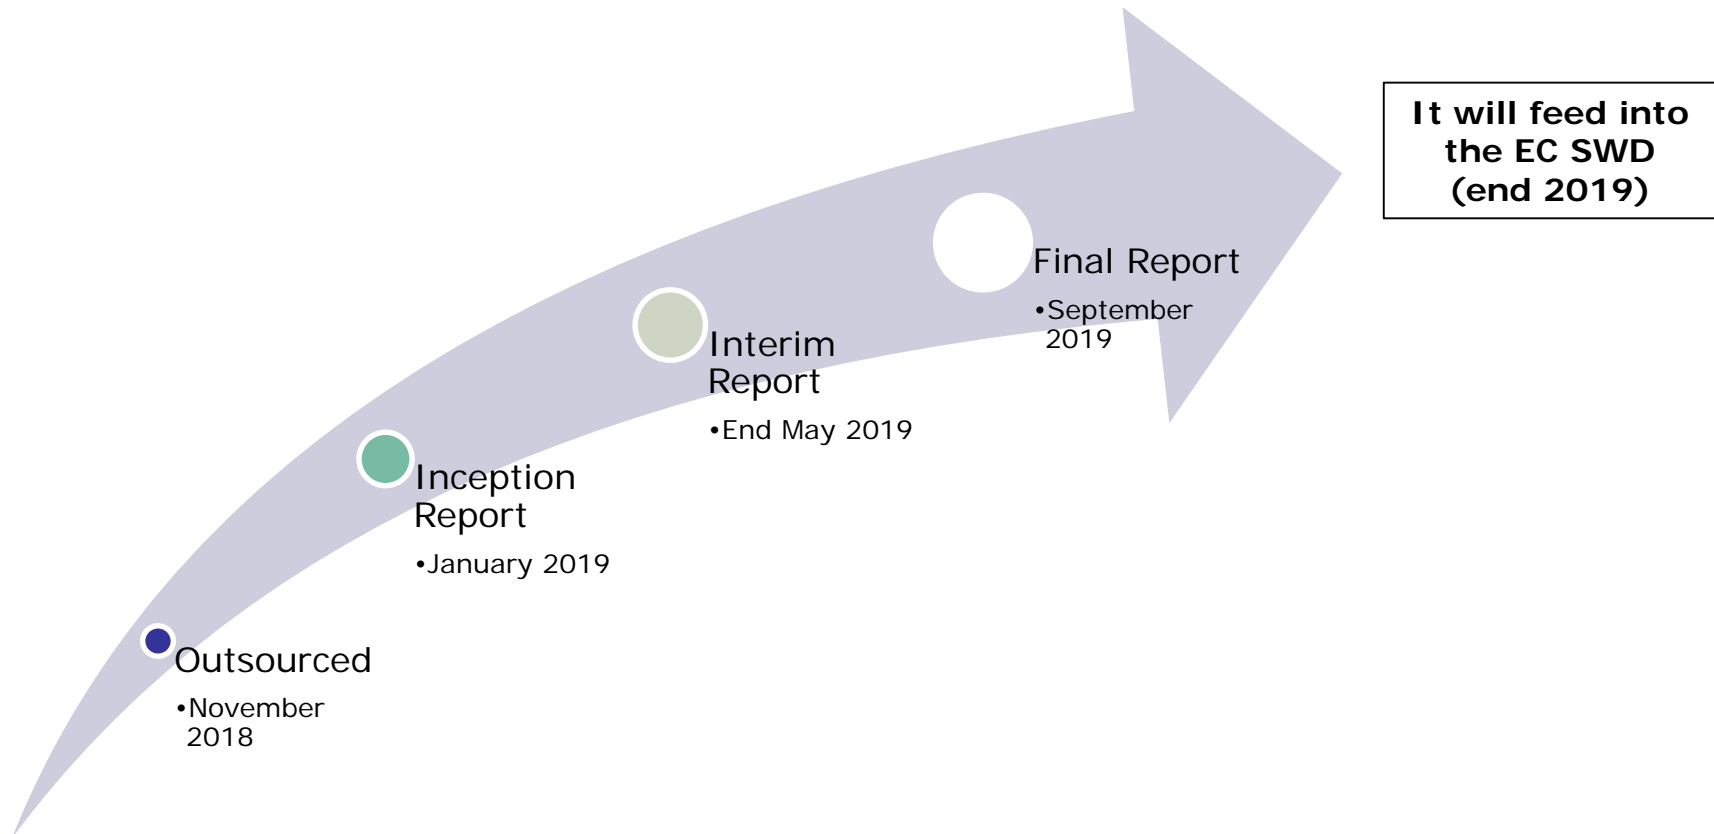 Outsourced
•November
2018
Inception
Report
•January 2019
Interim
Report
•End May 2019
Final Report
•September
2019
It will feed into
the EC SWD
(end 2019)